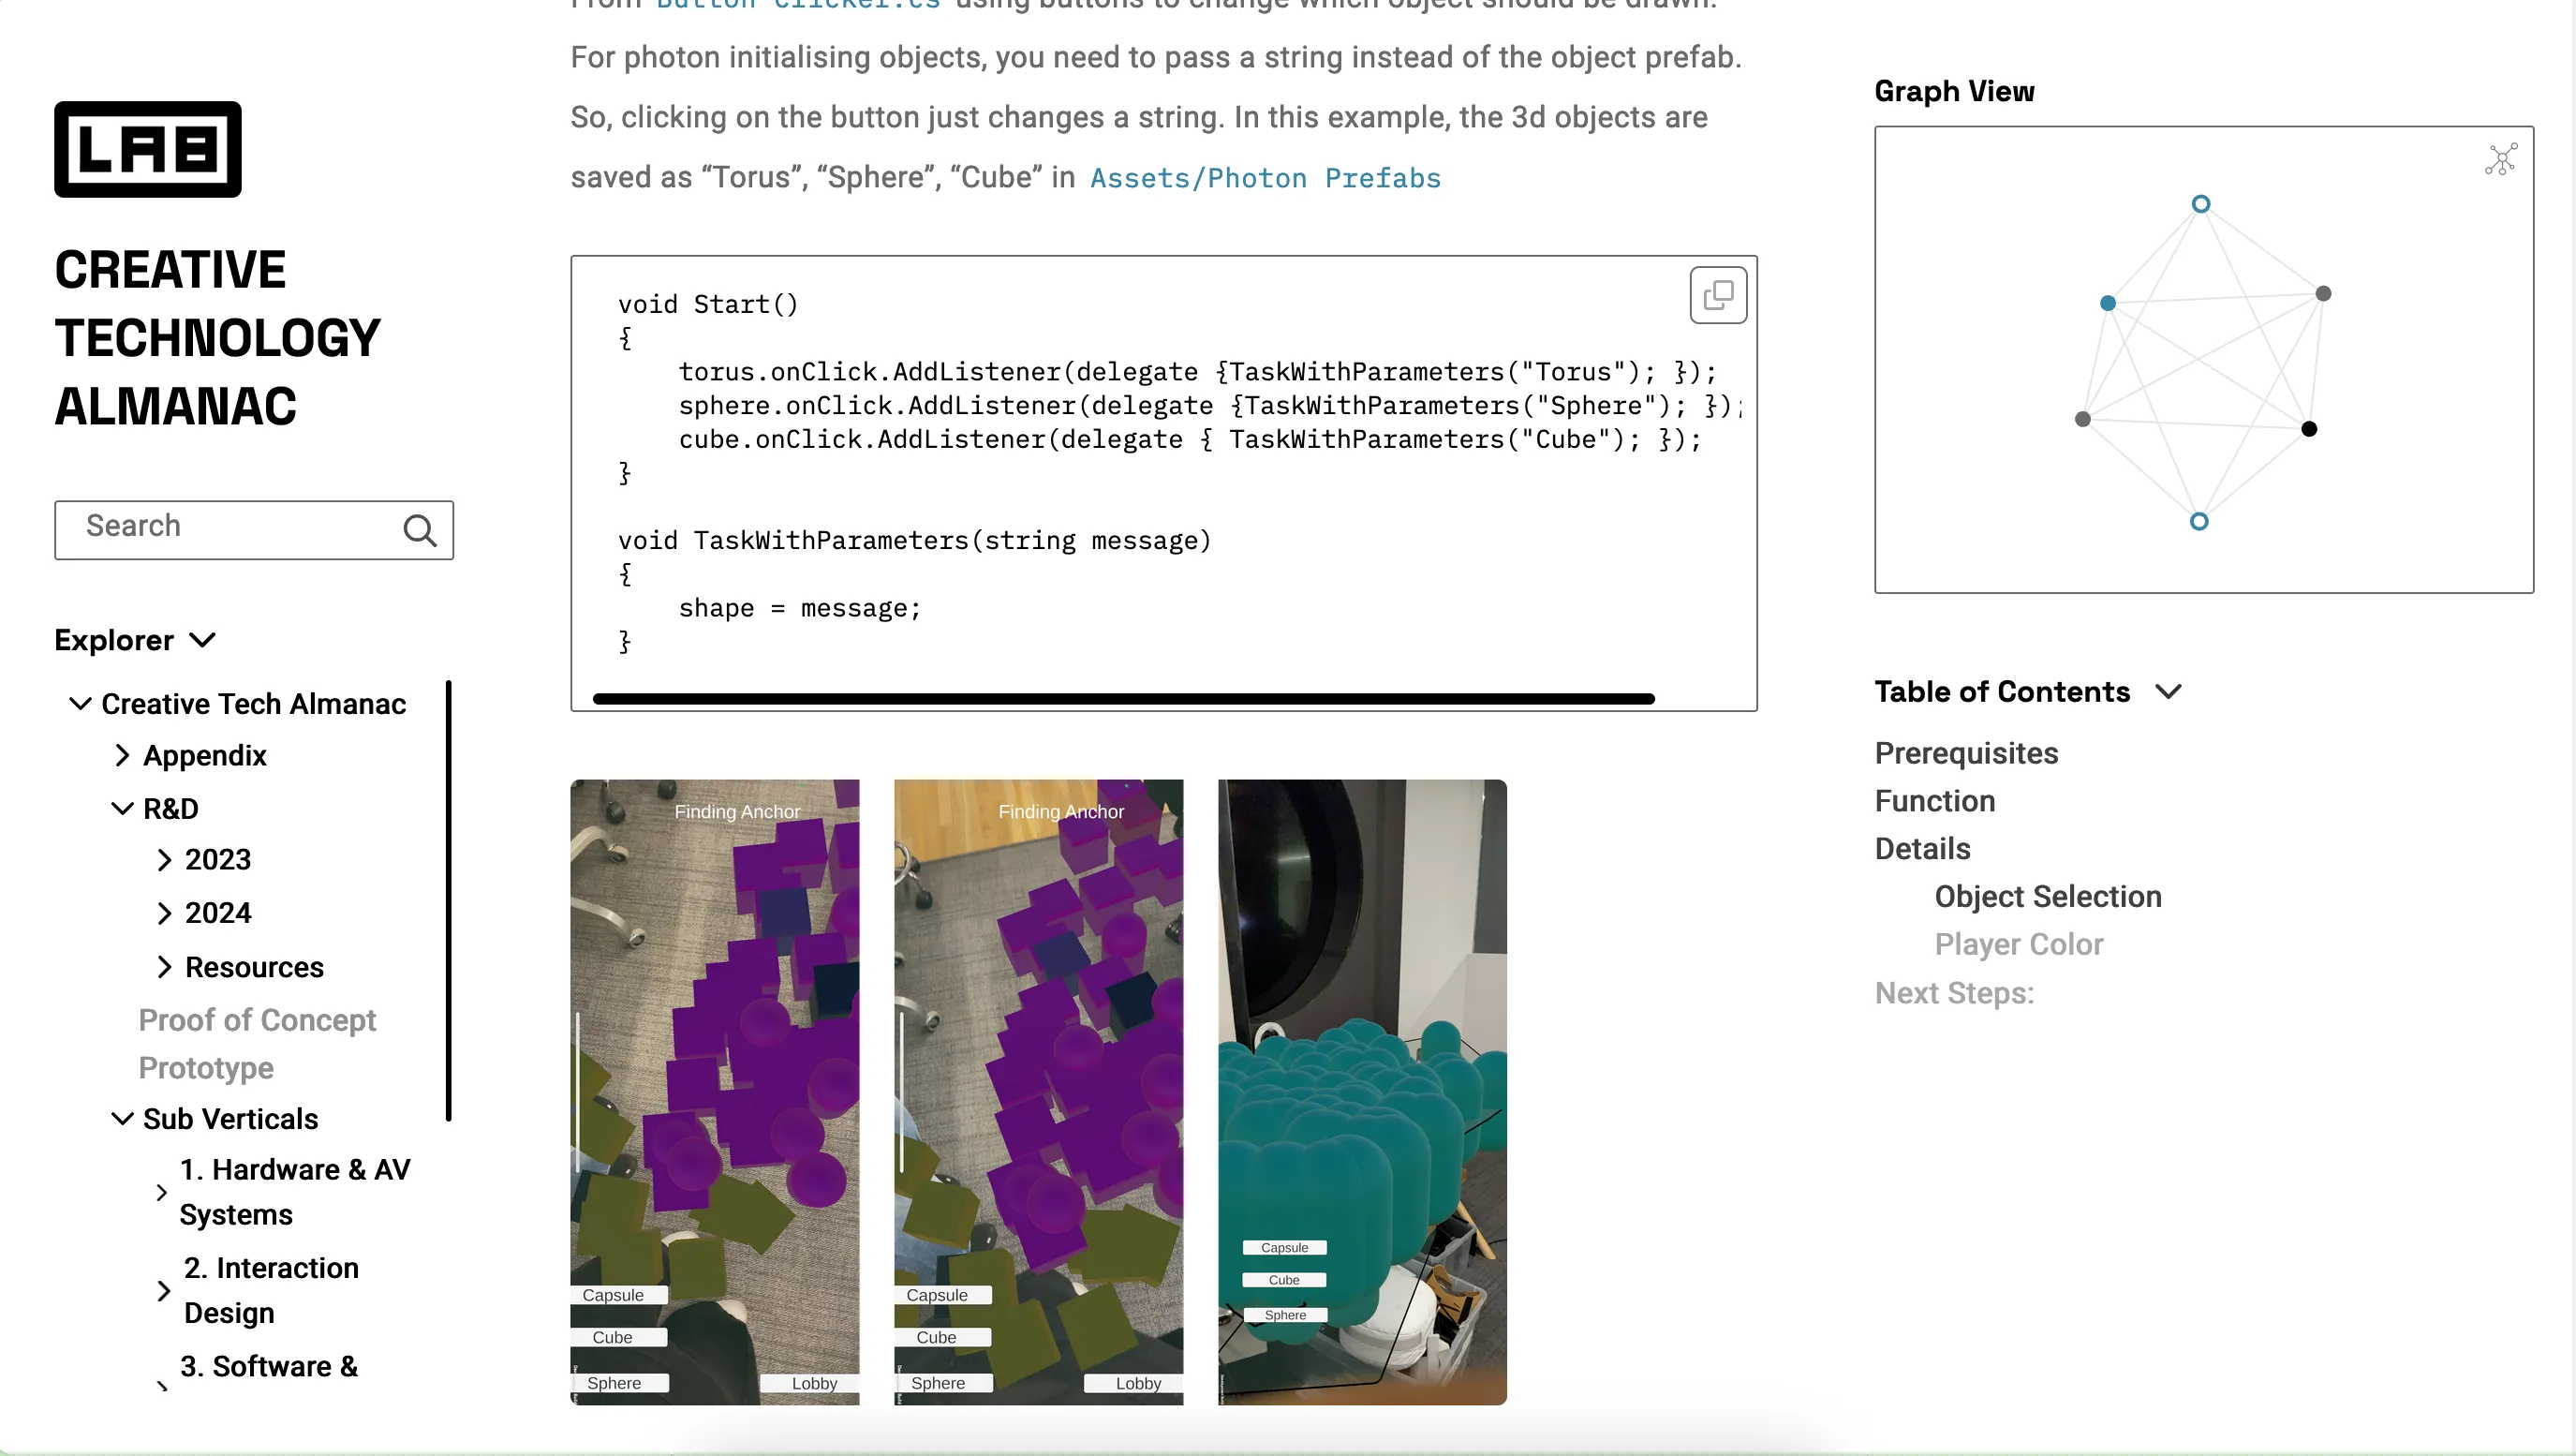 From Button Clicker.cs using buttons to change which object should be drawn.
For photon initialising objects, you need to pass a string instead of the object prefab.
So, clicking on the button just changes a string. In this example, the 3d objects are
saved as “Torus”, “Sphere”, “Cube” in Assets/Photon Prefabs
LAB
CREATIVE
TECHNOLOGY
ALMANAC
Search
Explorer
Creative Tech Almanac
Appendix
R&D
2023
2024
Resources
Proof of Concept
Prototype
Sub Verticals
1. Hardware & AV
Systems
2. Interaction
Design
3. Software &
void Start()
{
    torus.onClick.AddListener(delegate {TaskWithParameters("Torus"); });
    sphere.onClick.AddListener(delegate {TaskWithParameters("Sphere"); });
    cube.onClick.AddListener(delegate { TaskWithParameters("Cube"); });
}
void TaskWithParameters(string message)
{
    shape = message;
}
Finding Anchor
Capsule
Cube
Sphere
Lobby
Finding Anchor
Capsule
Cube
Sphere
Lobby
Capsule
Cube
Sphere
Graph View
Table of Contents
Prerequisites
Function
Details
Object Selection
Player Color
Next Steps: